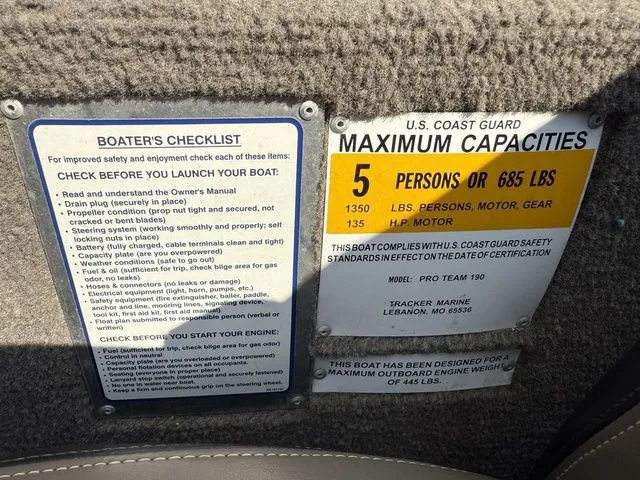 BOATER'S CHECKLIST
For improved safety and enjoyment check each of these items:
CHECK BEFORE YOU LAUNCH YOUR BOAT:
• Read and understand the Owner's Manual
• Drain plug (securely in place)
• Propeller condition (prop nut tight and secured, not
cracked or bent blades)
• Steering system (working smoothly and properly; self
locking nuts in place)
• Battery (fully charged, cable terminals clean and tight)
• Capacity plate (are you overpowered)
• Weather conditions (safe to go out)
• Fuel & oil (sufficient for trip, check bilge area for gas
odor, no leaks)
• Hoses & connectors (no leaks or damage)
• Electrical equipment (light, horn, pumps, etc.)
• Safety equipment (fire extinguisher, bailer, paddle,
anchor and line, mooring lines, signaling device,
tool kit, first aid kit, first aid manual)
• Float plan submitted to responsible person (verbal or
written)
CHECK BEFORE YOU START YOUR ENGINE:
• Fuel (sufficient for trip, check bilge area for gas odor)
• Control in neutral
• Capacity plate (are you overloaded or overpowered)
• Personal flotation devices on all occupants.
• Seating (everyone in proper place)
• Lanyard stop switch (operational and securely fastened)
• No one in water near boat.
• Keep a firm and continuous grip on the steering wheel.
U.S. COAST GUARD
MAXIMUM CAPACITIES
5 PERSONS OR 685 LBS
1350 LBS. PERSONS, MOTOR, GEAR
135 H.P. MOTOR
THIS BOAT COMPLIES WITH U.S. COAST GUARD SAFETY
STANDARDS IN EFFECT ON THE DATE OF CERTIFICATION
MODEL: PRO TEAM 190
TRACKER MARINE
LEBANON, MO 65536
THIS BOAT HAS BEEN DESIGNED FOR A
MAXIMUM OUTBOARD ENGINE WEIGHT
OF 445 LBS.